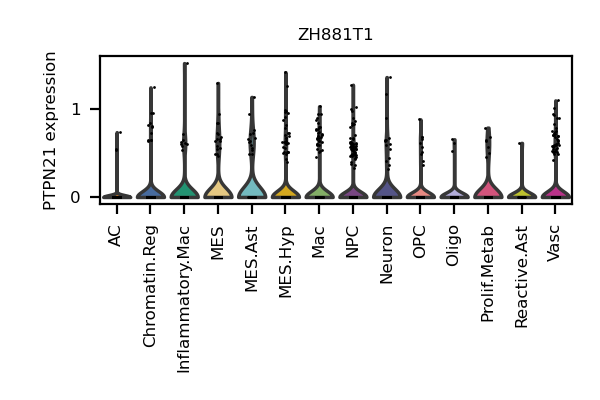 ZH881T1
PTPN21 expression
1
0
AC
Chromatin.Reg
Inflammatory.Mac
MES
MES.Ast
MES.Hyp
Mac
NPC
Neuron
OPC
Oligo
Prolif.Metab
Reactive.Ast
Vasc